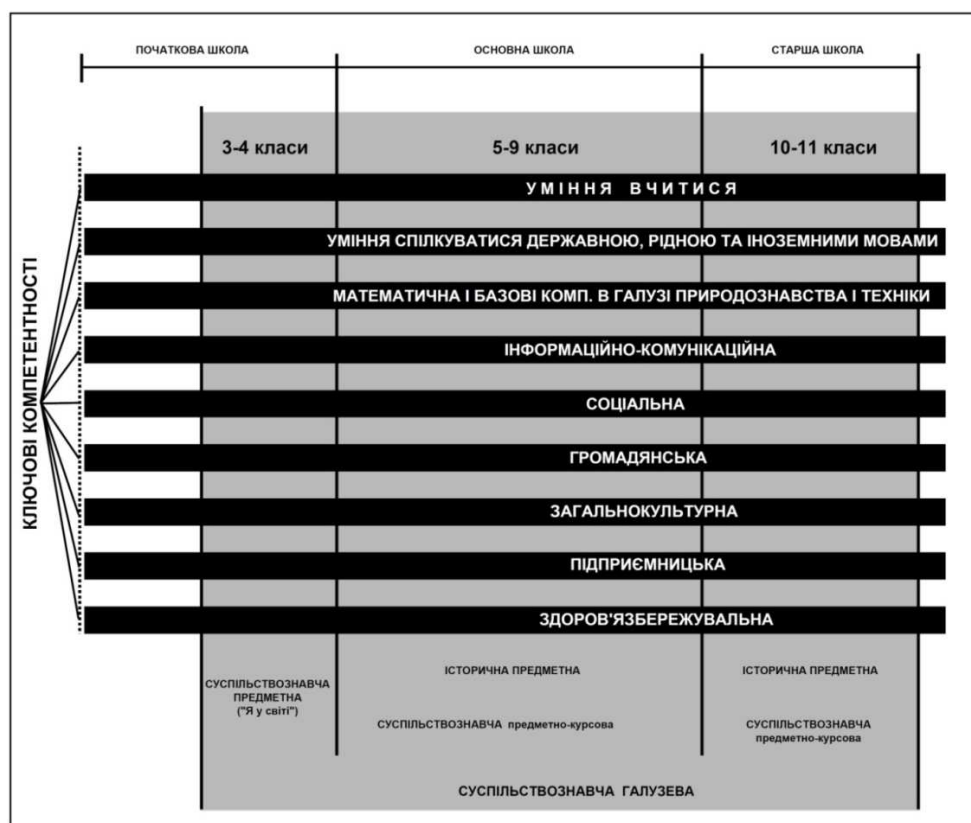 ПОЧАТКОВА ШКОЛА
ОСНОВНА ШКОЛА
СТАРША ШКОЛА
3-4 класи
5-9 класи
10-11 класи
КЛЮЧОВІ КОМПЕТЕНТНОСТІ
УМІННЯ ВЧИТИСЯ
УМІННЯ СПІЛКУВАТИСЯ ДЕРЖАВНОЮ, РІДНОЮ ТА ІНОЗЕМНИМИ МОВАМИ
МАТЕМАТИЧНА І БАЗОВІ КОМП. В ГАЛУЗІ ПРИРОДОЗНАВСТВА І ТЕХНІКИ
ІНФОРМАЦІЙНО-КОМУНІКАЦІЙНА
СОЦІАЛЬНА
ГРОМАДЯНСЬКА
ЗАГАЛЬНОКУЛЬТУРНА
ПІДПРИЄМНИЦЬКА
ЗДОРОВ'ЯЗБЕРЕЖУВАЛЬНА
СУСПІЛЬСТВОЗНАВЧА
ПРЕДМЕТНА
("Я у світі")
ІСТОРИЧНА ПРЕДМЕТНА
СУСПІЛЬСТВОЗНАВЧА предметно-курсова
ІСТОРИЧНА ПРЕДМЕТНА
СУСПІЛЬСТВОЗНАВЧА
предметно-курсова
СУСПІЛЬСТВОЗНАВЧА ГАЛУЗЕВА